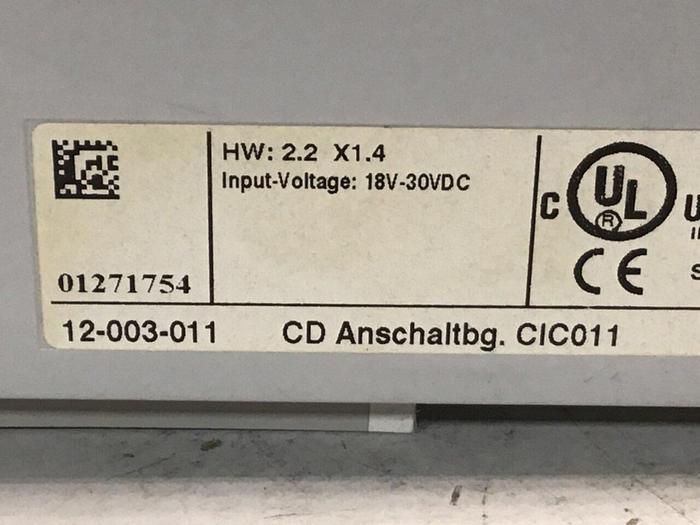 HW: 2.2 X1.4
Input-Voltage: 18V-30VDC
01271754
C UL ® U
CE S
12-003-011 CD Anschaltbg. CIC011